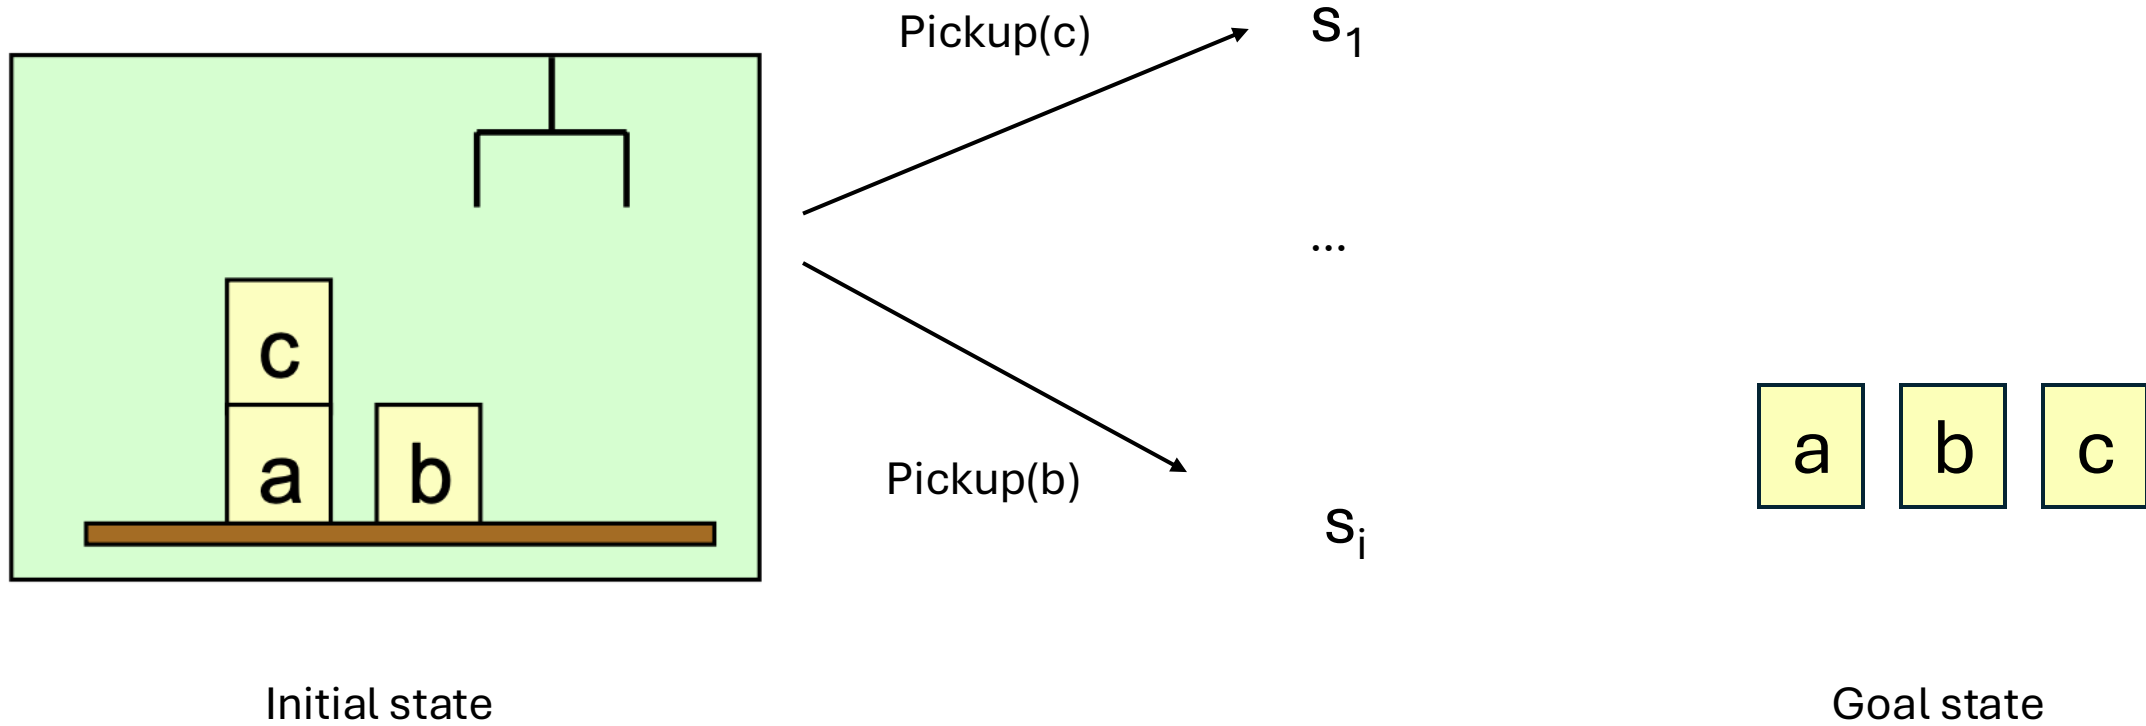 Pickup(c)
s1
...
c
a
b
Pickup(b)
si
a
b
c
Initial state
Goal state